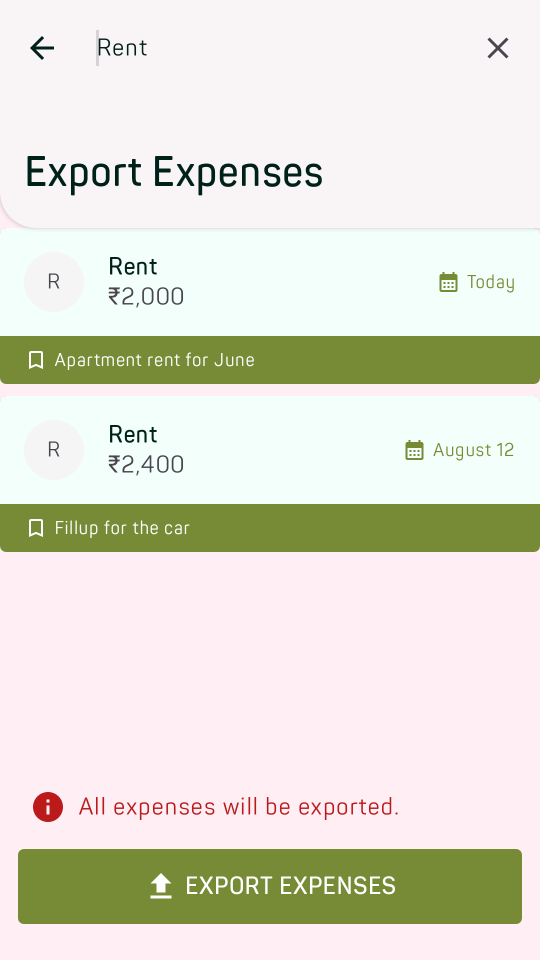 Rent
Export Expenses
R
Rent
₹2,000
Today
Apartment rent for June
R
Rent
₹2,400
August 12
Fillup for the car
All expenses will be exported.
EXPORT EXPENSES